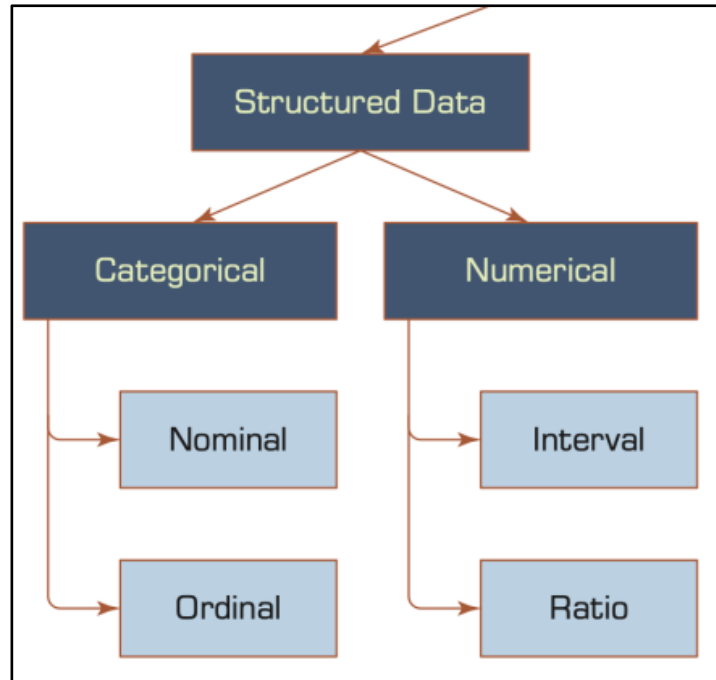 Structured Data
Categorical
Numerical
Nominal
Interval
Ordinal
Ratio